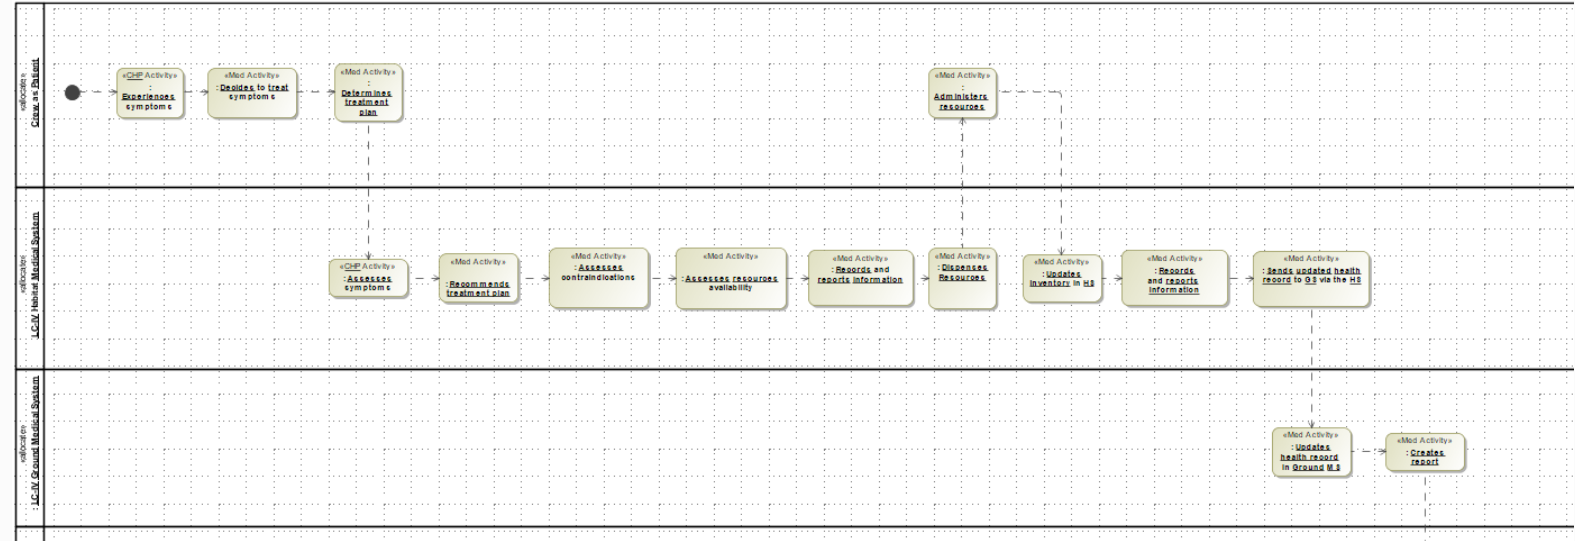 «allocate»
Crew as Patient
«CHP Activity»
:
Experiences
symptoms
«Med Activity»
: Decides to treat
symptoms
«Med Activity»
:
Determines
treatment
plan
«Med Activity»
:
Administers
resources
«allocate»
: LC-IV Habitat Medical System
«CHP Activity»
: Assesses
symptoms
«Med Activity»
: Recommends
treatment plan
«Med Activity»
: Assesses
contraindications
«Med Activity»
: Assesses resources
availability
«Med Activity»
: Records and
reports information
«Med Activity»
: Dispenses
Resources
«Med Activity»
: Updates
Inventory in HS
«Med Activity»
: Records
and reports
information
«Med Activity»
: Sends updated health
record to GS via the HS
«allocate»
: LC-IV Ground Medical System
«Med Activity»
: Updates
health record
in Ground MS
«Med Activity»
: Creates
report